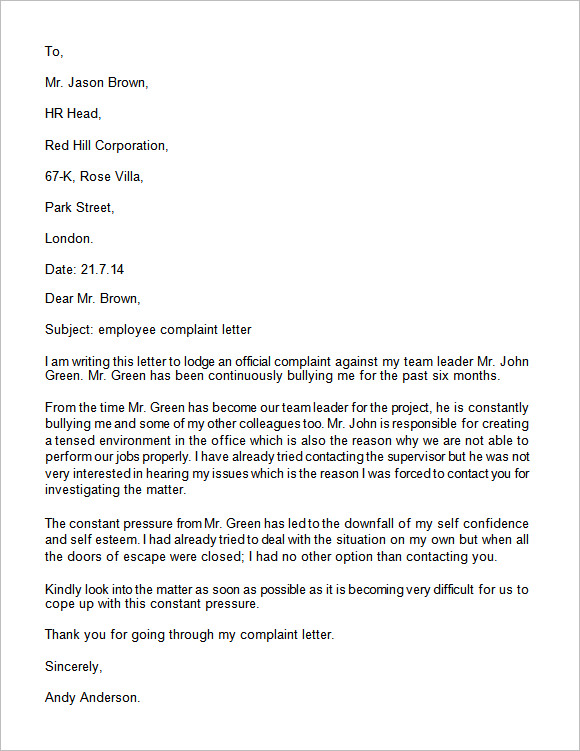 To,
Mr. Jason Brown,
HR Head,
Red Hill Corporation,
67-K, Rose Villa,
Park Street,
London.
Date: 21.7.14
Dear Mr. Brown,
Subject: employee complaint letter
I am writing this letter to lodge an official complaint against my team leader Mr. John
Green. Mr. Green has been continuously bullying me for the past six months.
From the time Mr. Green has become our team leader for the project, he is constantly
bullying me and some of my other colleagues too. Mr. John is responsible for creating
a tensed environment in the office which is also the reason why we are not able to
perform our jobs properly. I have already tried contacting the supervisor but he was not
very interested in hearing my issues which is the reason I was forced to contact you for
investigating the matter.
The constant pressure from Mr. Green has led to the downfall of my self confidence
and self esteem. I had already tried to deal with the situation on my own but when all
the doors of escape were closed; I had no other option than contacting you.
Kindly look into the matter as soon as possible as it is becoming very difficult for us to
cope up with this constant pressure.
Thank you for going through my complaint letter.
Sincerely,
Andy Anderson.